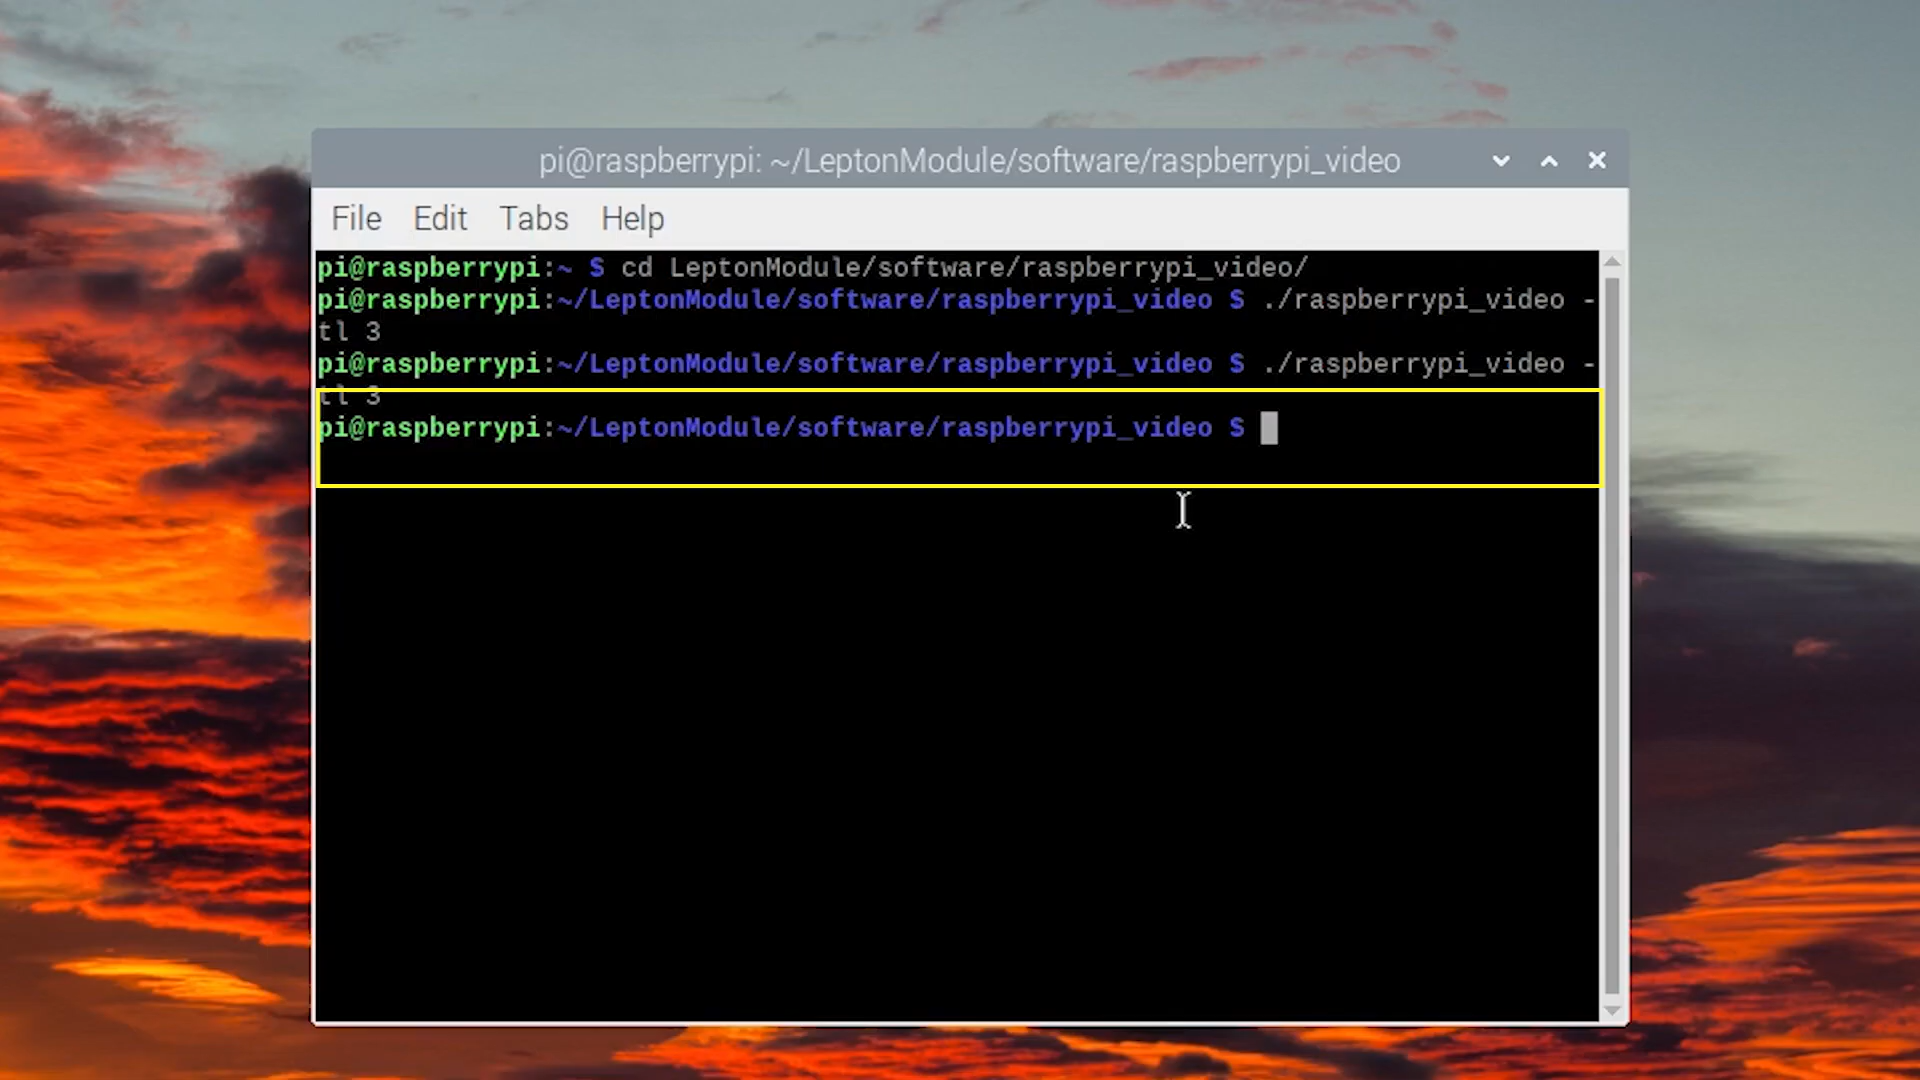 pi@raspberrypi: ~/LeptonModule/software/raspberrypi_video
File Edit Tabs Help
pi@raspberrypi:~ $ cd LeptonModule/software/raspberrypi_video/
pi@raspberrypi:~/LeptonModule/software/raspberrypi_video $ ./raspberrypi_video -
tl 3
pi@raspberrypi:~/LeptonModule/software/raspberrypi_video $ ./raspberrypi_video -
tl 3
pi@raspberrypi:~/LeptonModule/software/raspberrypi_video $